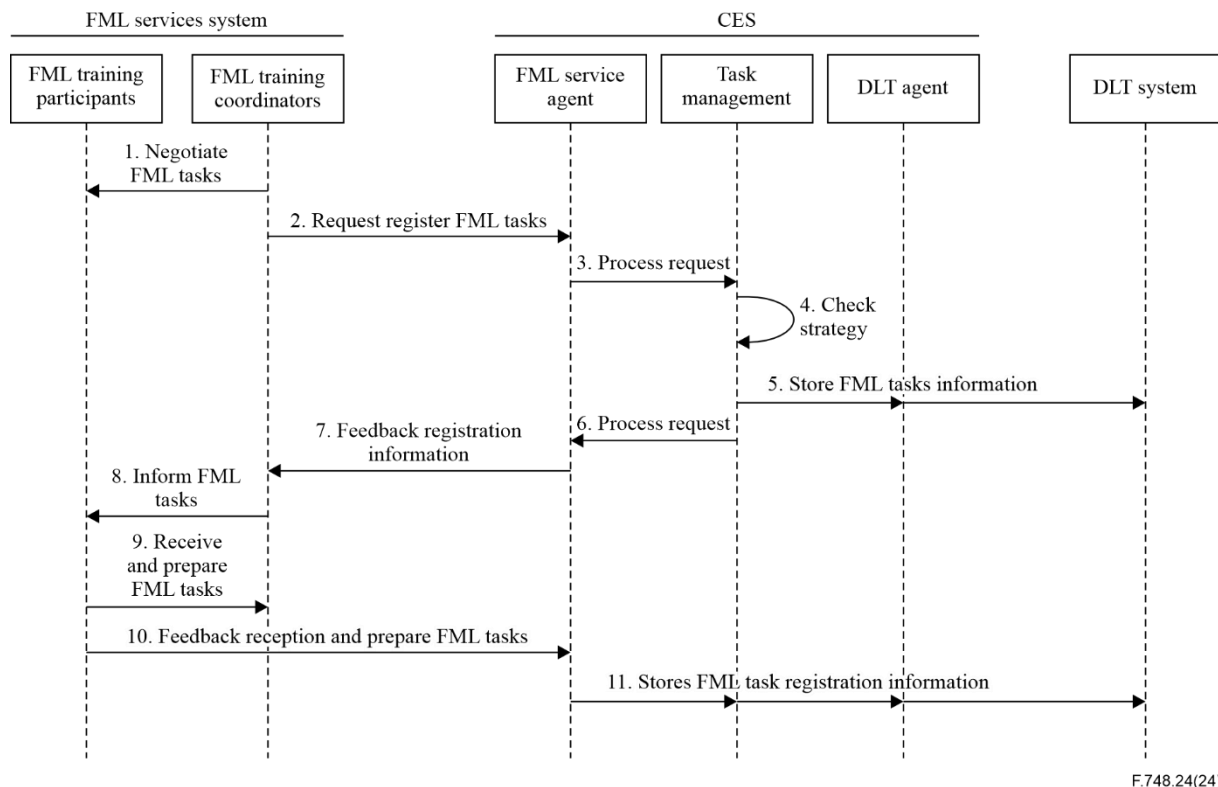 FML services system
CES
FML training
participants
FML training
coordinators
FML service
agent
Task
management
DLT agent
DLT system
1. Negotiate
FML tasks
2. Request register FML tasks
3. Process request
4. Check
strategy
5. Store FML tasks information
6. Process request
7. Feedback registration
information
8. Inform FML
tasks
9. Receive
and prepare
FML tasks
10. Feedback reception and prepare FML tasks
11. Stores FML task registration information
F.748.24(24